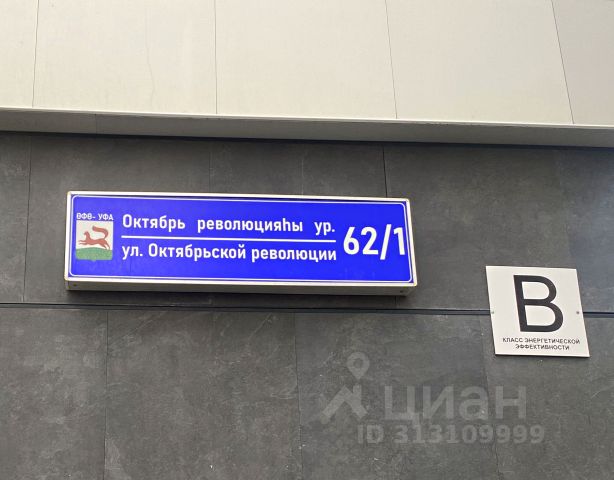 ӨФӨ - УФА
Октябрь революцияһы ур.
ул. Октябрьской революции
62/1
B
КЛАСС ЭНЕРГЕТИЧЕСКОЙ
ЭФФЕКТИВНОСТИ
циан
ID 313109999